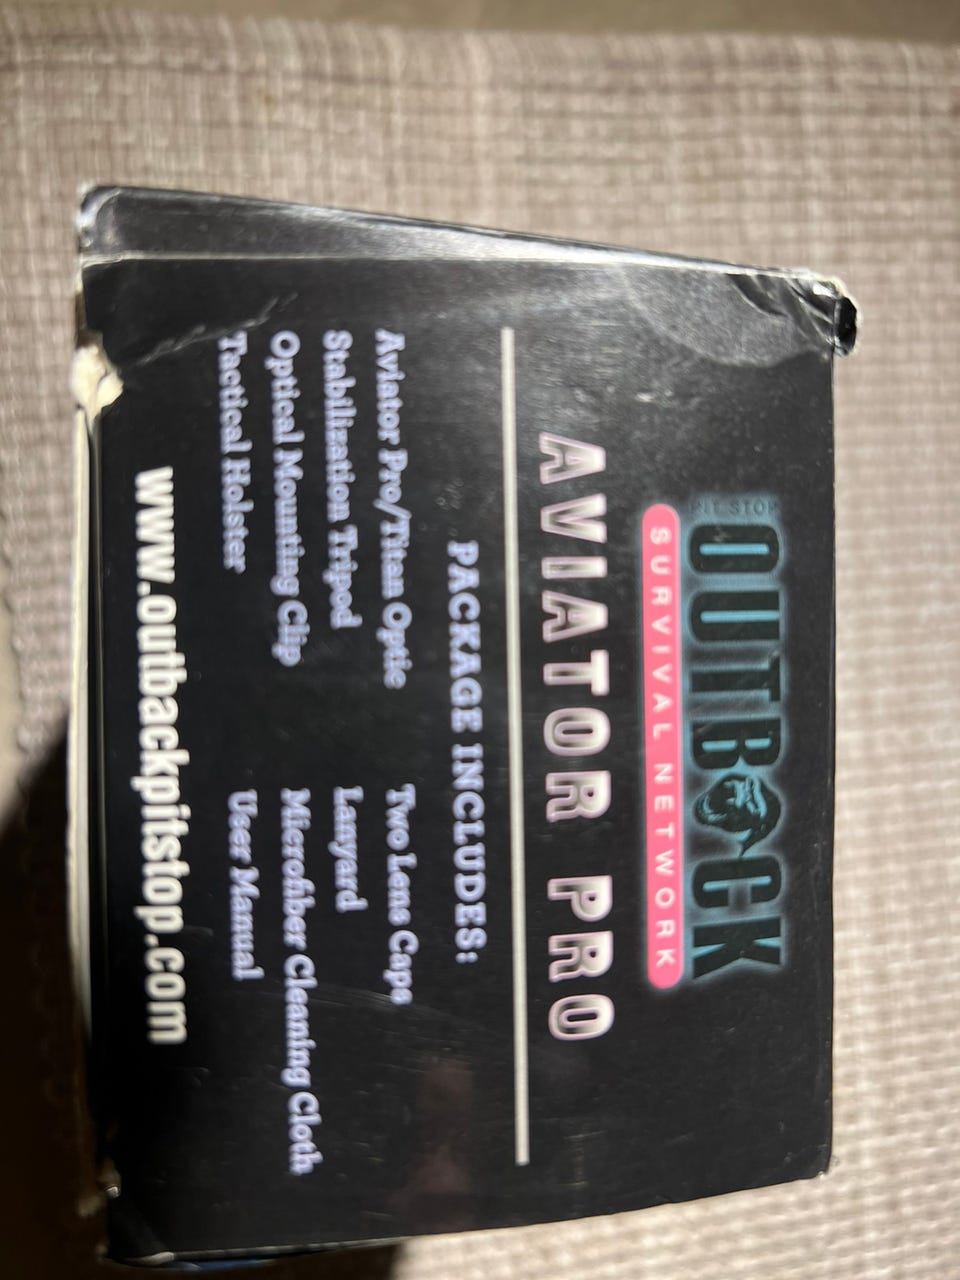 PIT STOP
OUTBACK
SURVIVAL NETWORK
AVIATOR PRO
PACKAGE INCLUDES:
Aviator Pro/Titan Optic
Stabilization Tripod
Optical Mounting Clip
Tactical Holster
Two Lens Caps
Lanyard
Microfiber Cleaning Cloth
User Manual
www.outbackpitstop.com